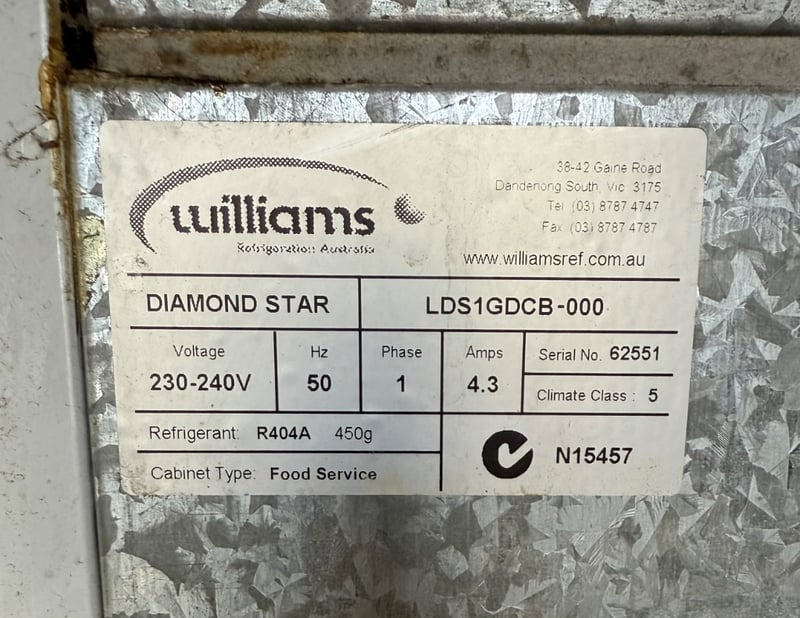 38-42 Gaine Road
Dandenong South, Vic 3175
williams
Tel (03) 8787 4747
Fax (03) 8787 4787
Refrigeration Australia
www.williamsref.com.au
DIAMOND STAR LDS1GDCB-000
Voltage Hz Phase Amps Serial No. 62551
230-240V 50 1 4.3 Climate Class : 5
Refrigerant: R404A 450g
N15457
Cabinet Type: Food Service